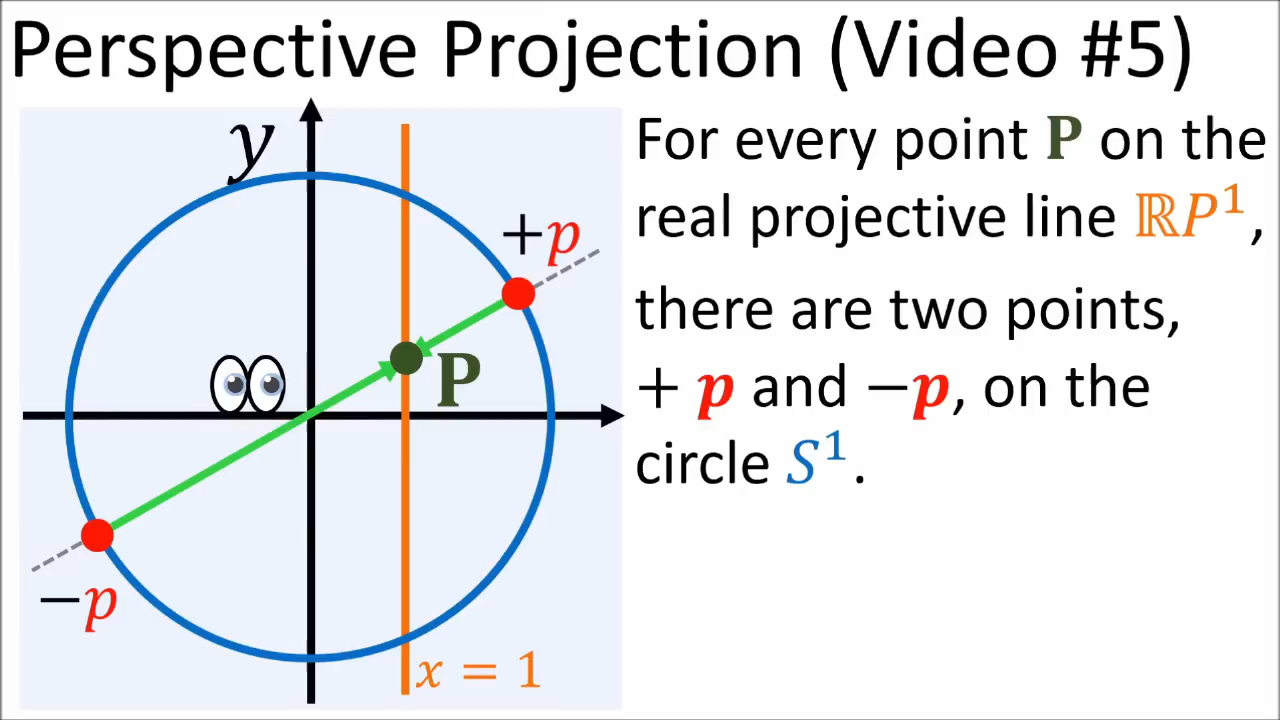 Perspective Projection (Video #5)
y
+p
P
−p
x = 1
For every point P on the
real projective line ℝP¹,
there are two points,
+ p and −p, on the
circle S¹.